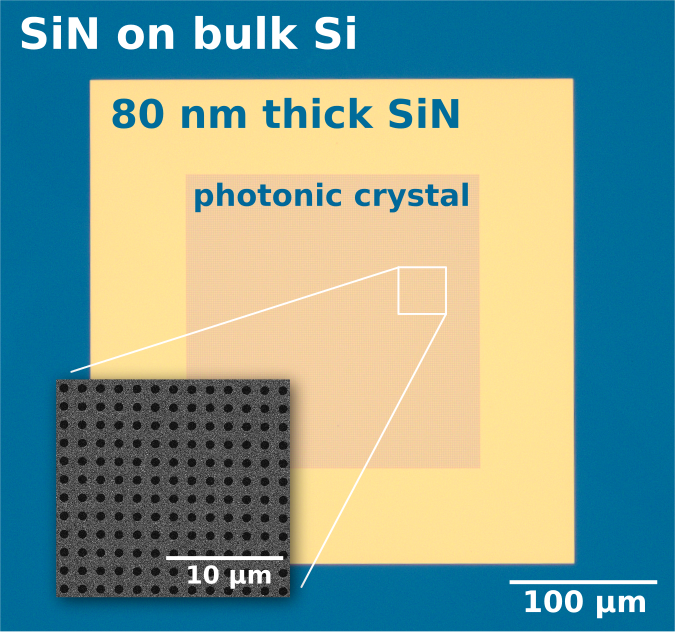 SiN on bulk Si
80 nm thick SiN
photonic crystal
10 μm
100 μm